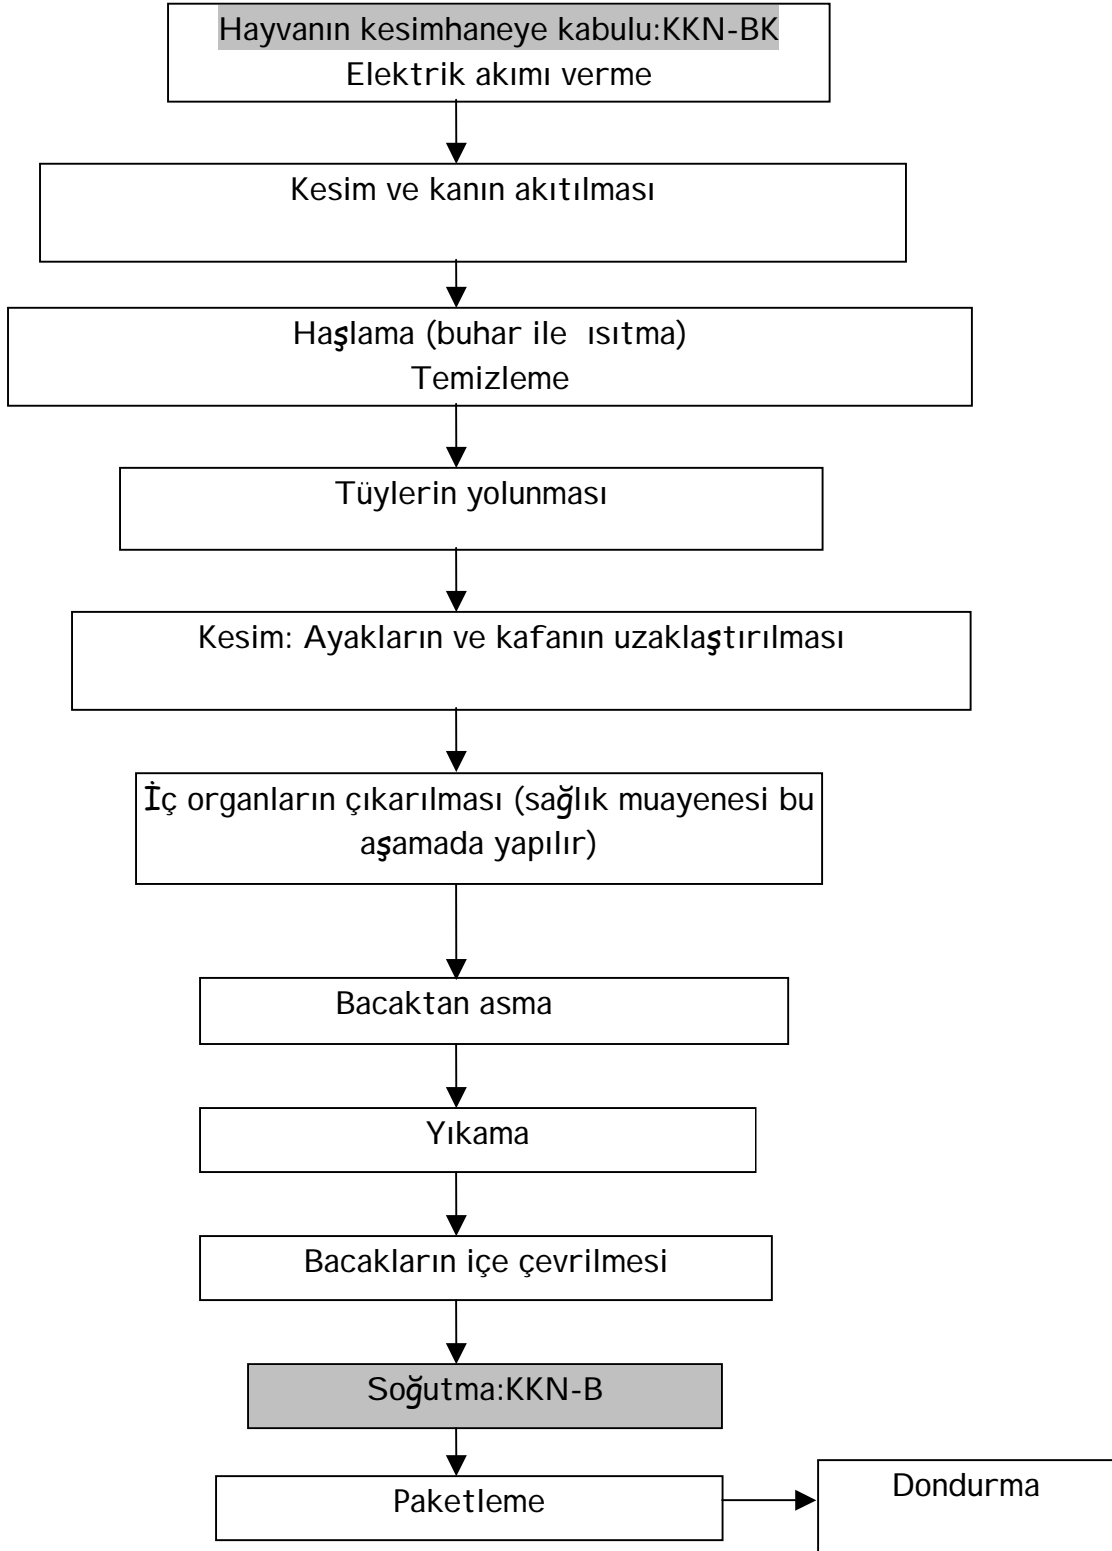 Hayvanın kesimhaneye kabulu:KKN-BK
Elektrik akımı verme
Kesim ve kanın akıtılması
Haşlama (buhar ile ısıtma)
Temizleme
Tüylerin yolunması
Kesim: Ayakların ve kafanın uzaklaştırılması
İç organların çıkarılması (sağlık muayenesi bu
aşamada yapılır)
Bacaktan asma
Yıkama
Bacakların içe çevrilmesi
Soğutma:KKN-B
Paketleme
Dondurma